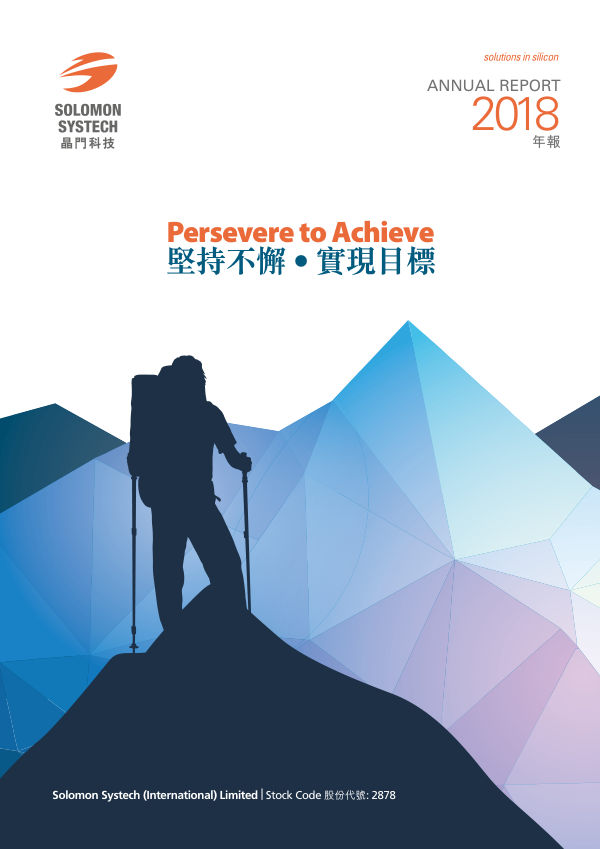 SOLOMON
SYSTECH
晶門科技
solutions in silicon
ANNUAL REPORT
2018
年報
Persevere to Achieve
堅持不懈 • 實現目標
Solomon Systech (International) Limited | Stock Code 股份代號: 2878